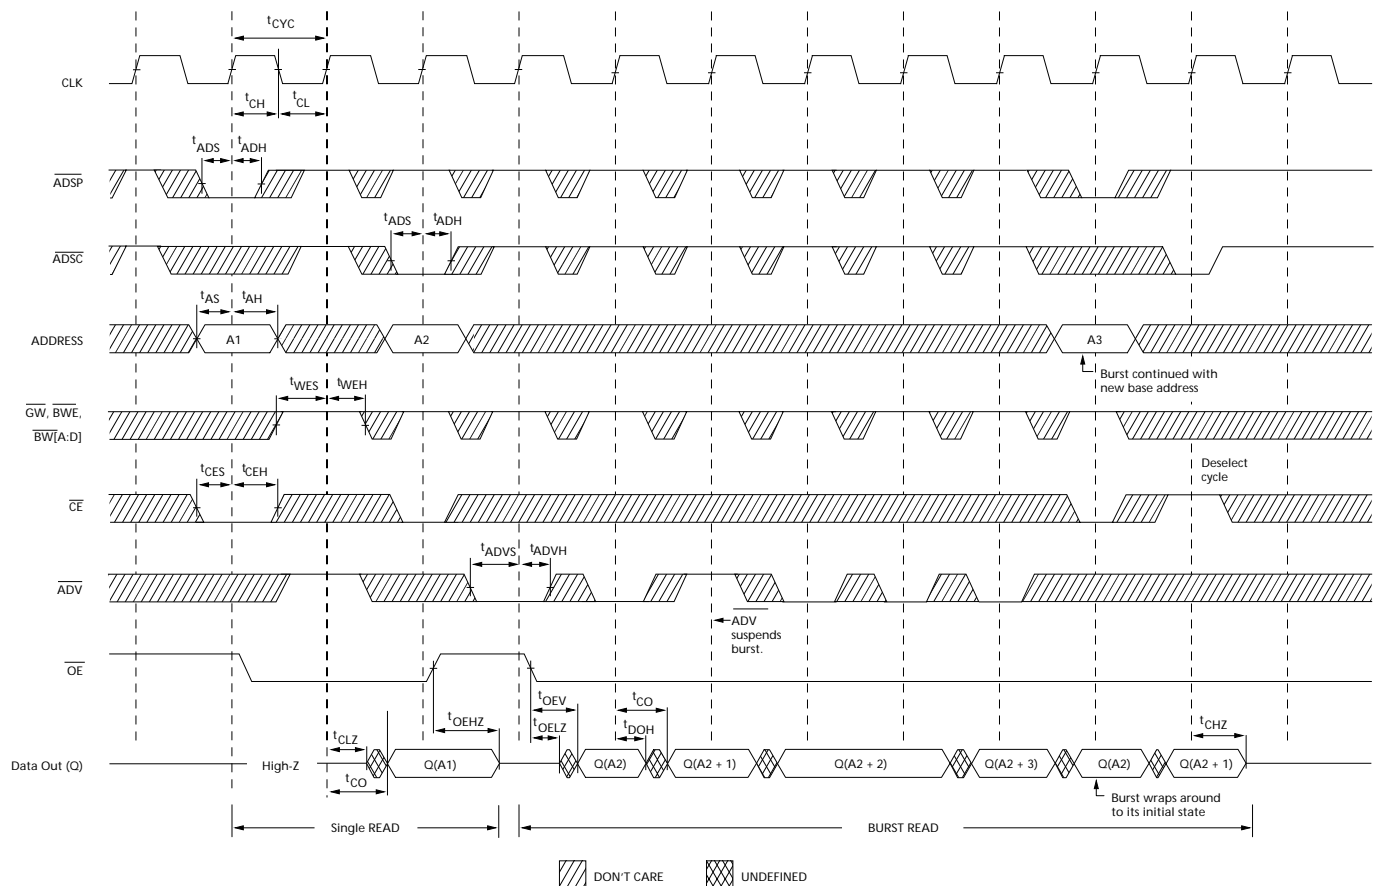 tCYC
CLK
tCH
tCL
tADS
tADH
ADSP
tADS
tADH
ADSC
tAS
tAH
ADDRESS
A1
A2
A3
Burst continued with
new base address
tWES
tWEH
GW, BWE,
BW[A:D]
Deselect
cycle
tCES
tCEH
CE
tADVS
tADVH
ADV
ADV
suspends
burst.
OE
tOEHZ
tOEV
tOELZ
tCO
tDOH
tCHZ
tCLZ
tCO
Data Out (Q)
High-Z
Q(A1)
Q(A2)
Q(A2 + 1)
Q(A2 + 2)
Q(A2 + 3)
Q(A2)
Q(A2 + 1)
Burst wraps around
to its initial state
Single READ
BURST READ
DON'T CARE
UNDEFINED